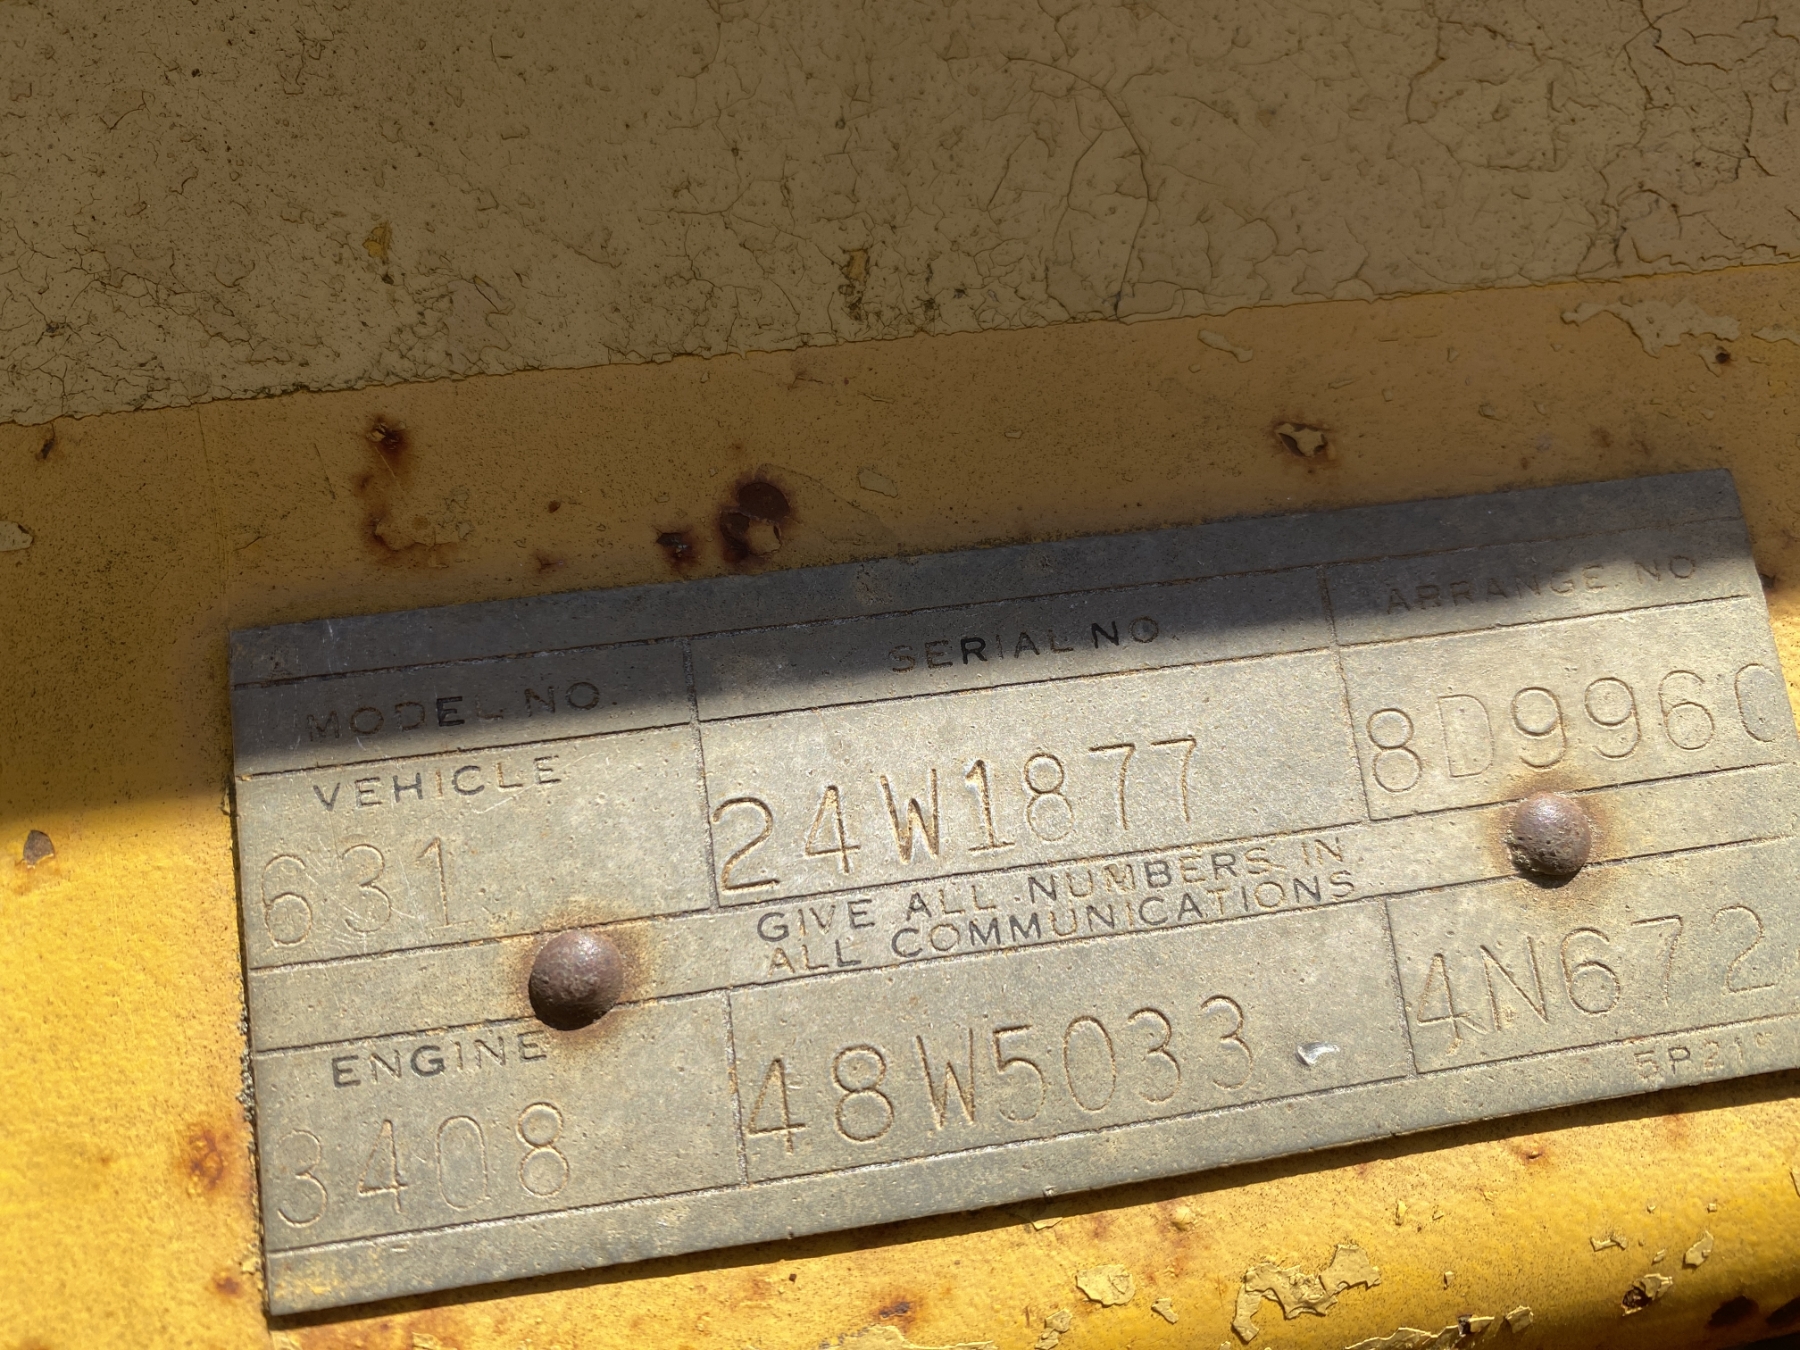 MODEL NO. SERIAL NO. ARRANGE. NO
VEHICLE
631 24W1877 8D9960
GIVE ALL NUMBERS IN
ALL COMMUNICATIONS
ENGINE
3408 48W5033 4N672